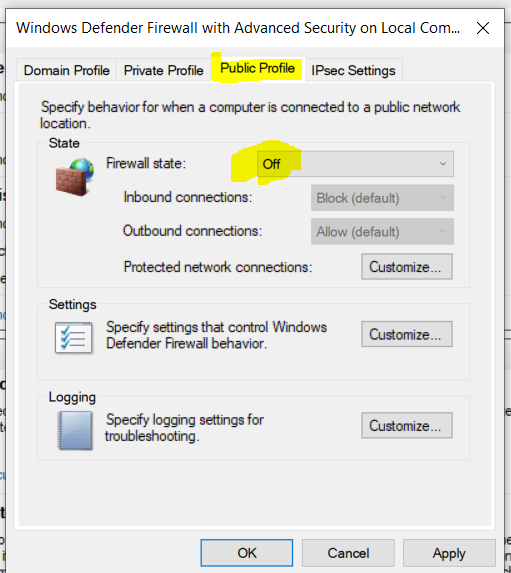 Windows Defender Firewall with Advanced Security on Local Com...
Domain Profile Private Profile Public Profile IPsec Settings
Specify behavior for when a computer is connected to a public network
location.
State
Firewall state: Off
Inbound connections: Block (default)
Outbound connections: Allow (default)
Protected network connections: Customize...
Settings
Specify settings that control Windows
Defender Firewall behavior.
Customize...
Logging
Specify logging settings for
troubleshooting.
Customize...
OK Cancel Apply